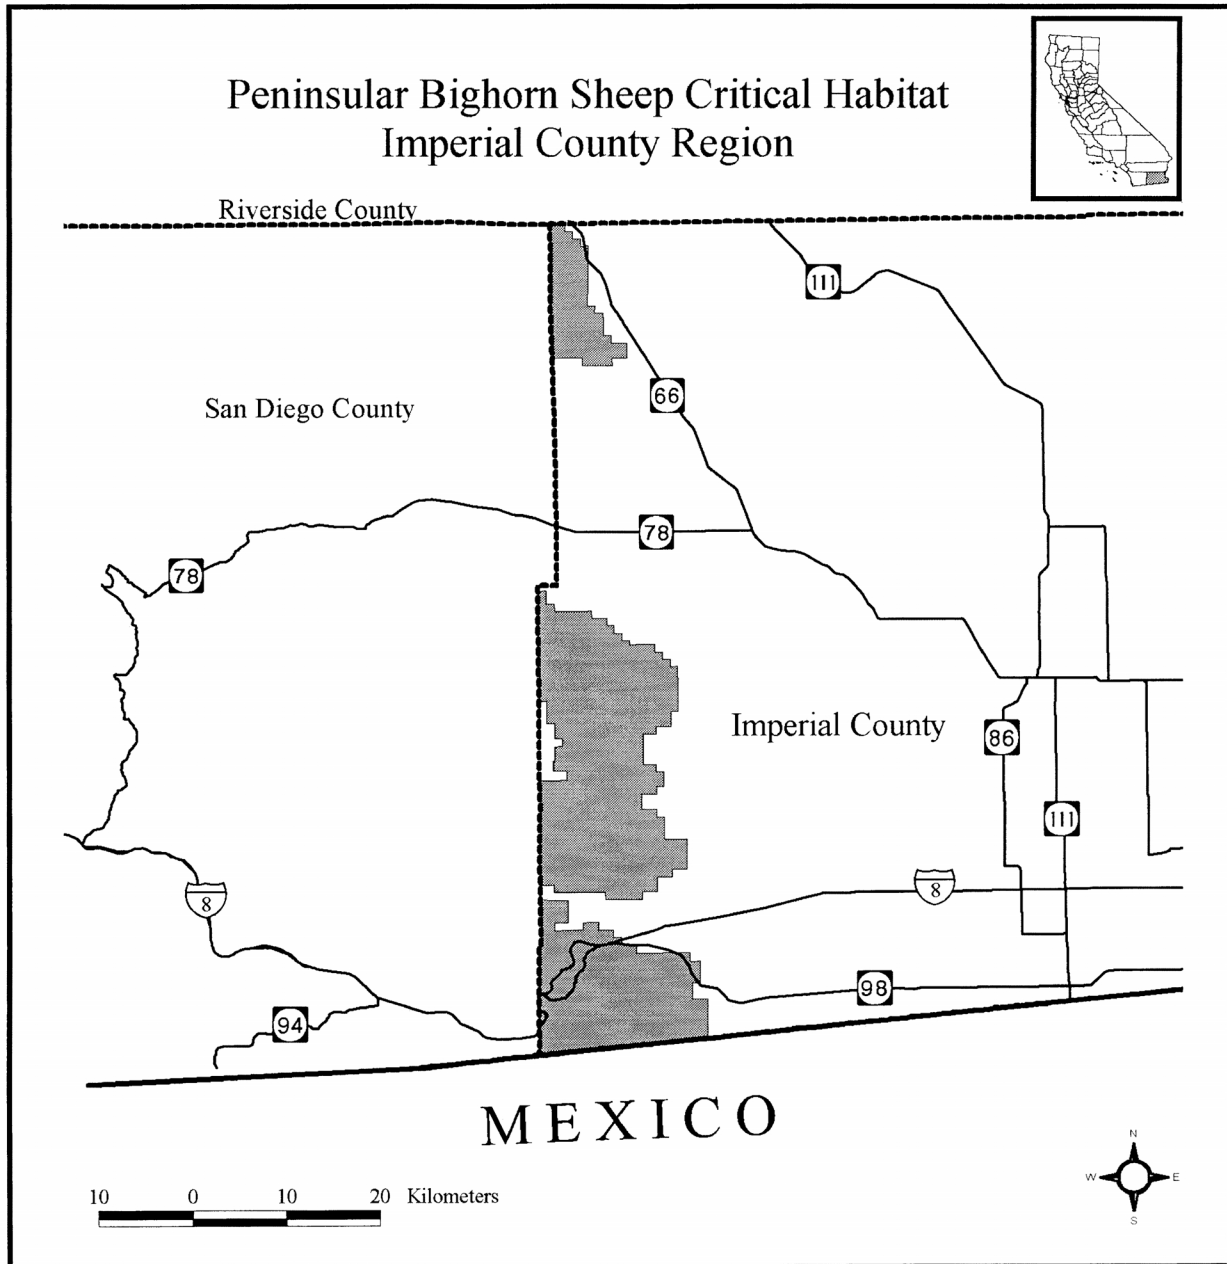 Peninsular Bighorn Sheep Critical Habitat
Imperial County Region
Riverside County
111
66
San Diego County
78
78
Imperial County
86
111
8
8
98
94
MEXICO
N
W E
S
10 0 10 20 Kilometers